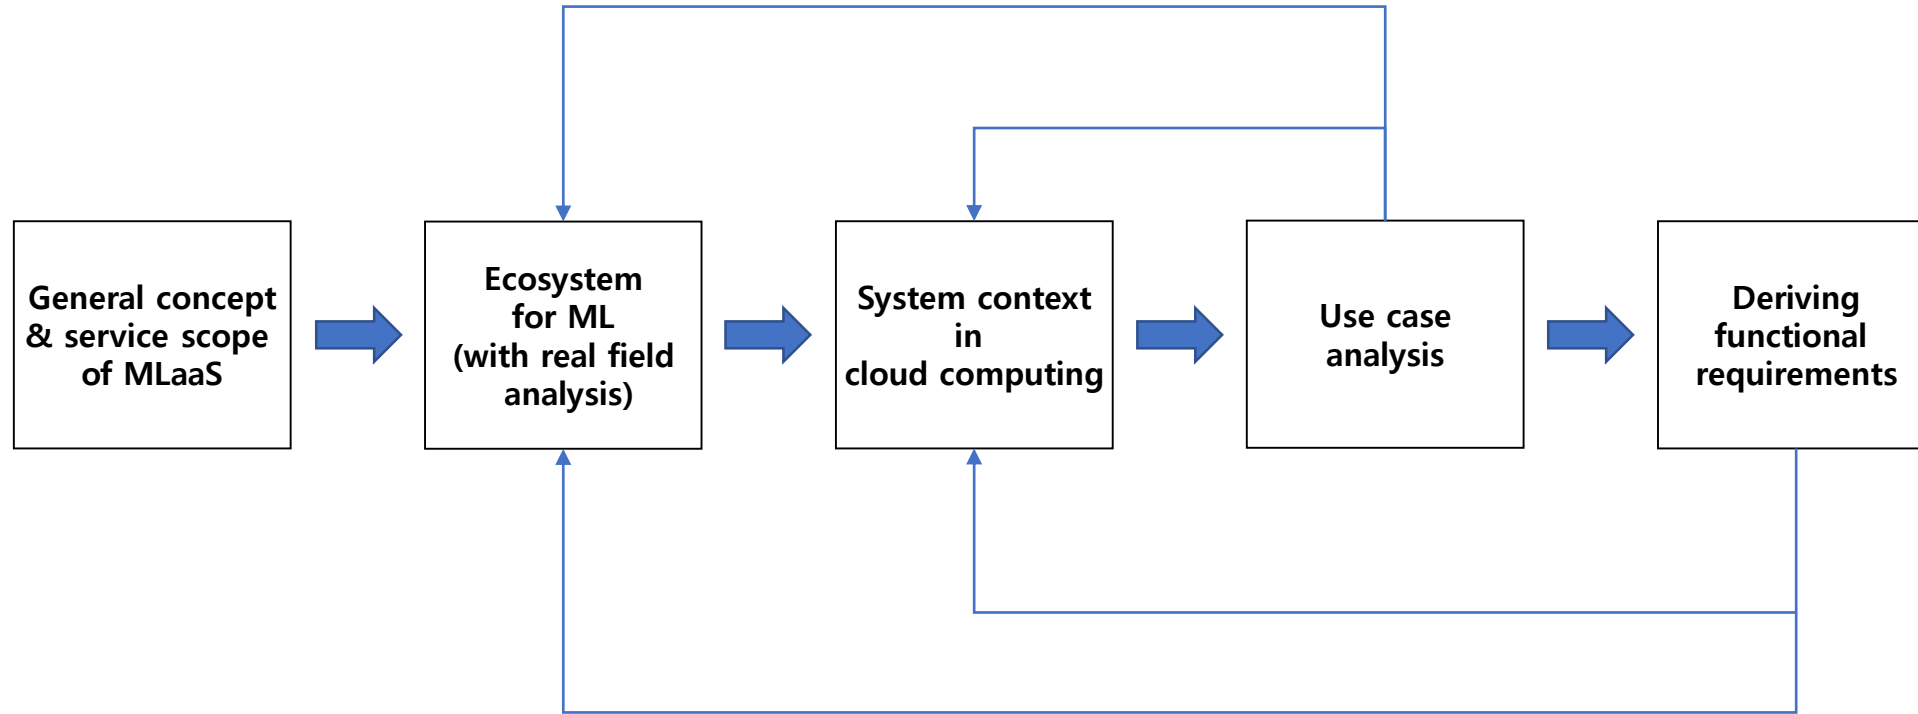 General concept
& service scope
of MLaaS
Ecosystem
for ML
(with real field
analysis)
System context
in
cloud computing
Use case
analysis
Deriving
functional
requirements